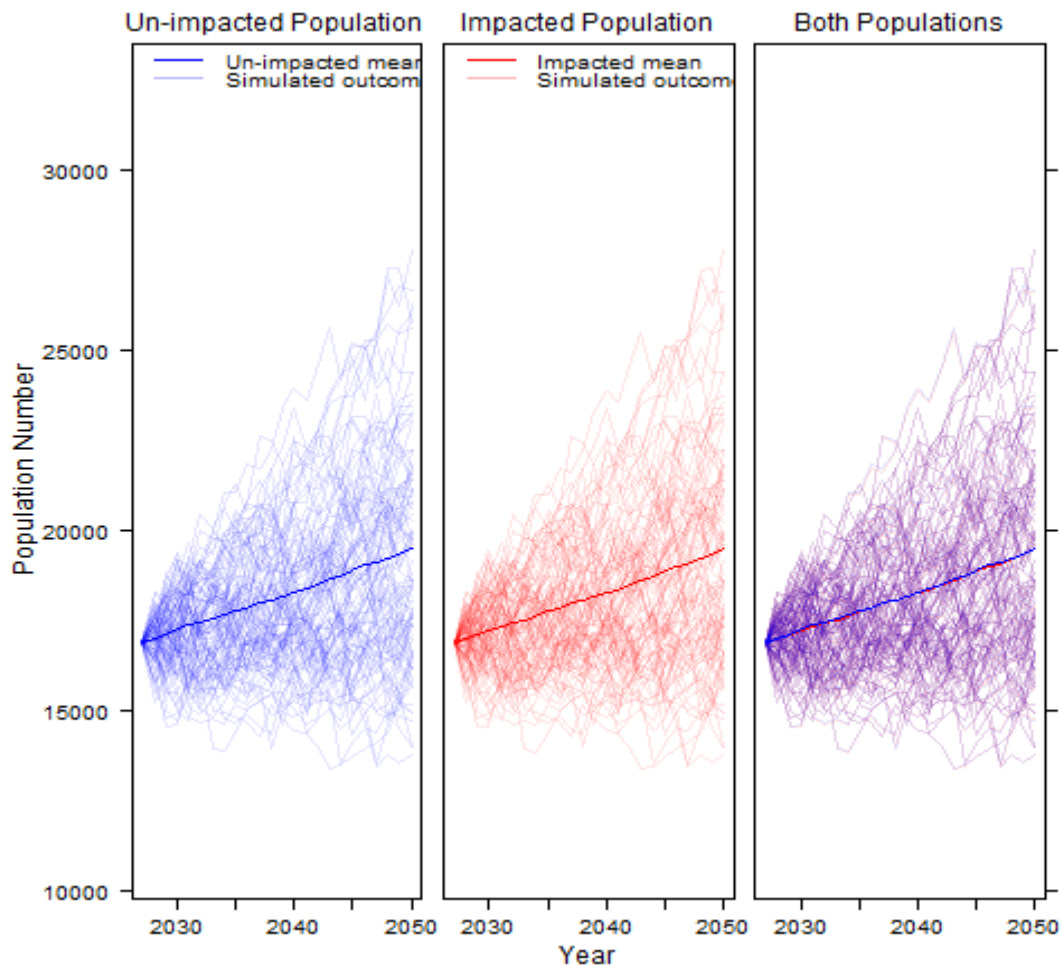 Un-impacted Population
Impacted Population
Both Populations
Un-impacted mear
Simulated outcom
Impacted mean
Simulated outcom
30000
25000
20000
15000
10000
Population Number
2030
2040
2050
2030
2040
2050
2030
2040
2050
Year